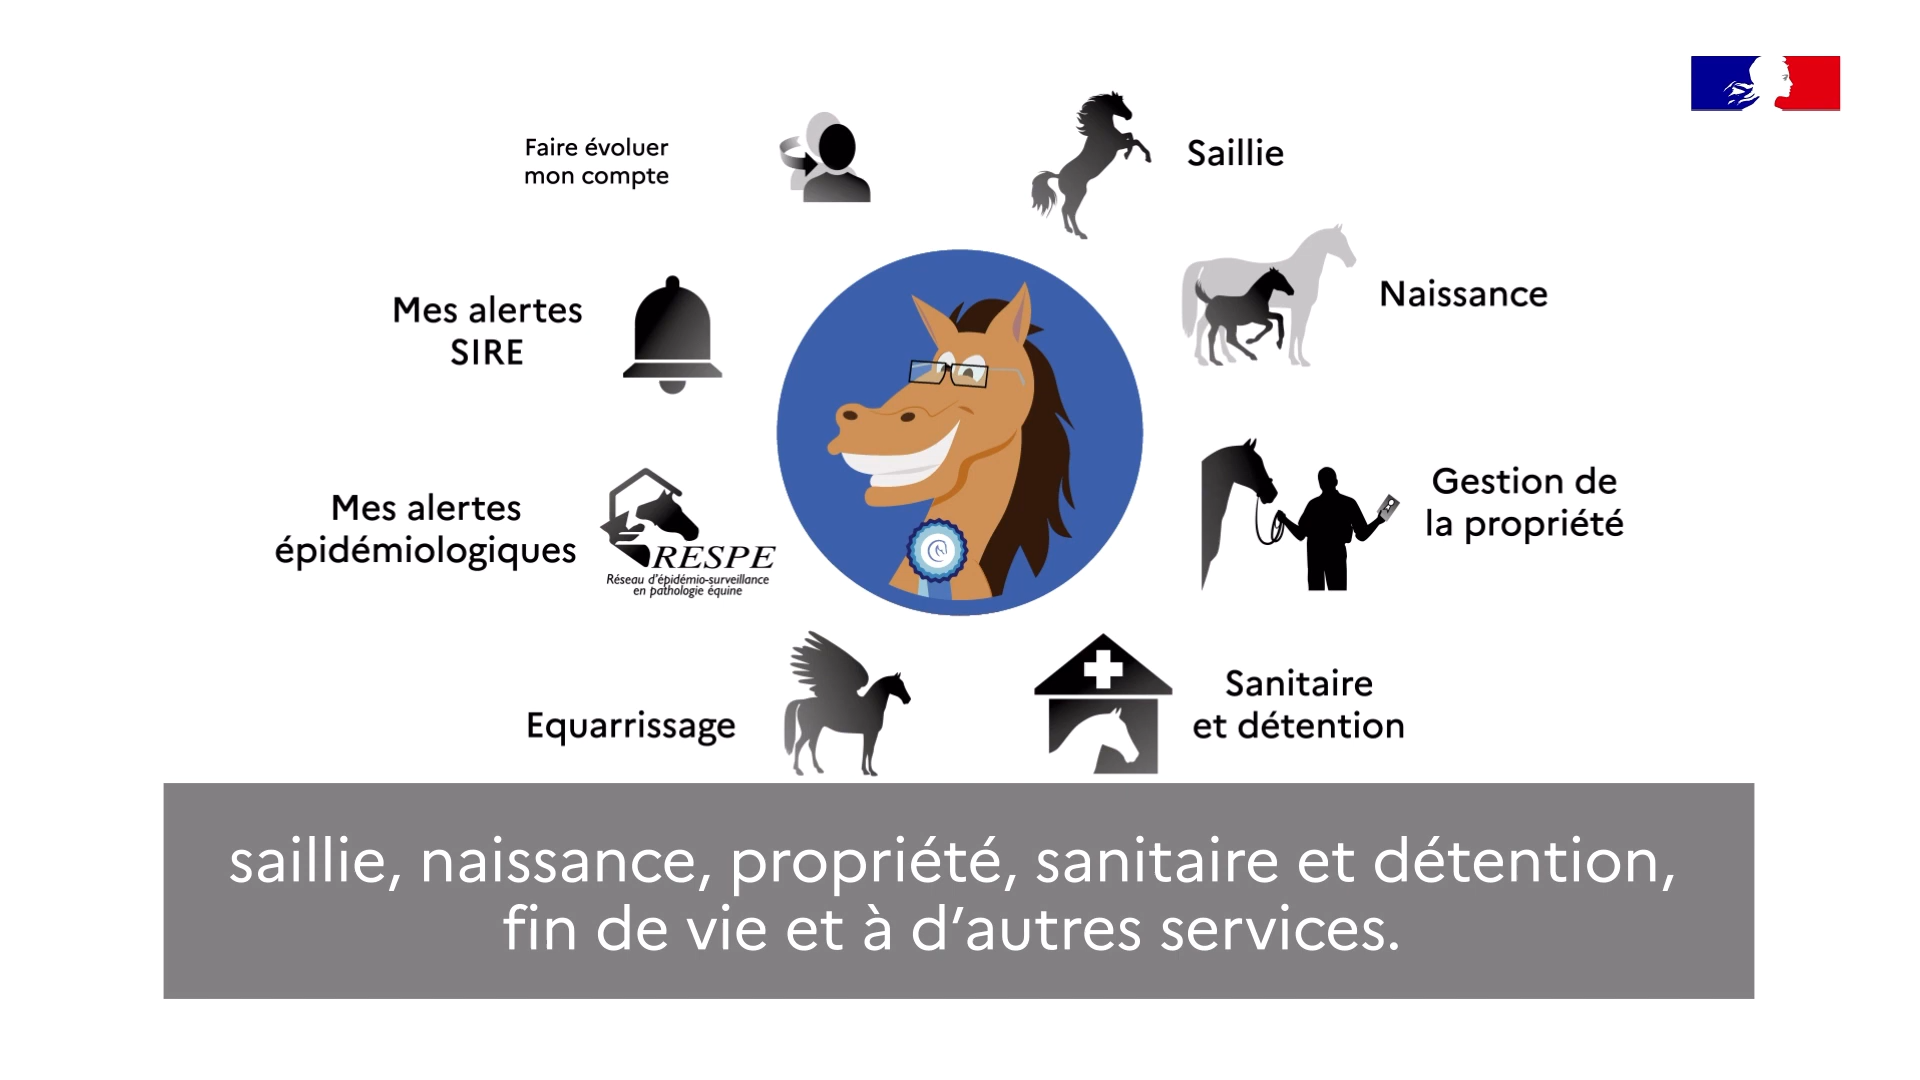 Faire évoluer
mon compte
Saillie
Naissance
Mes alertes
SIRE
Gestion de
la propriété
Mes alertes
épidémiologiques
RESPE
Réseau d'épidémio-surveillance
en pathologie équine
Sanitaire
et détention
Equarrissage
saillie, naissance, propriété, sanitaire et détention,
fin de vie et à d'autres services.